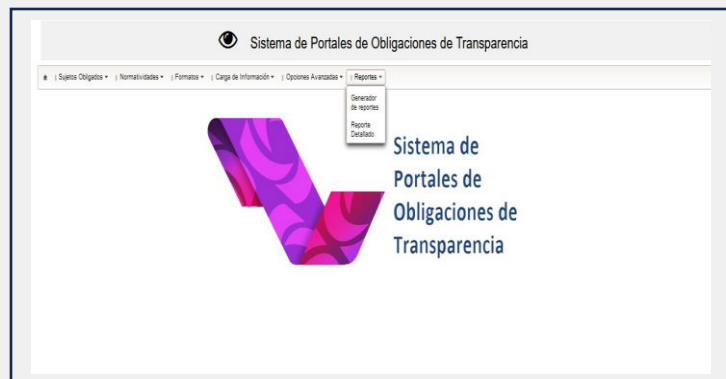 Sistema de Portales de Obligaciones de Transparencia
| Sujetos Obligados | Normatividades | Formatos | Carga de Información | Opciones Avanzadas | Reportes
Generador
de reportes
Reporte
Detallado
Sistema de
Portales de
Obligaciones de
Transparencia